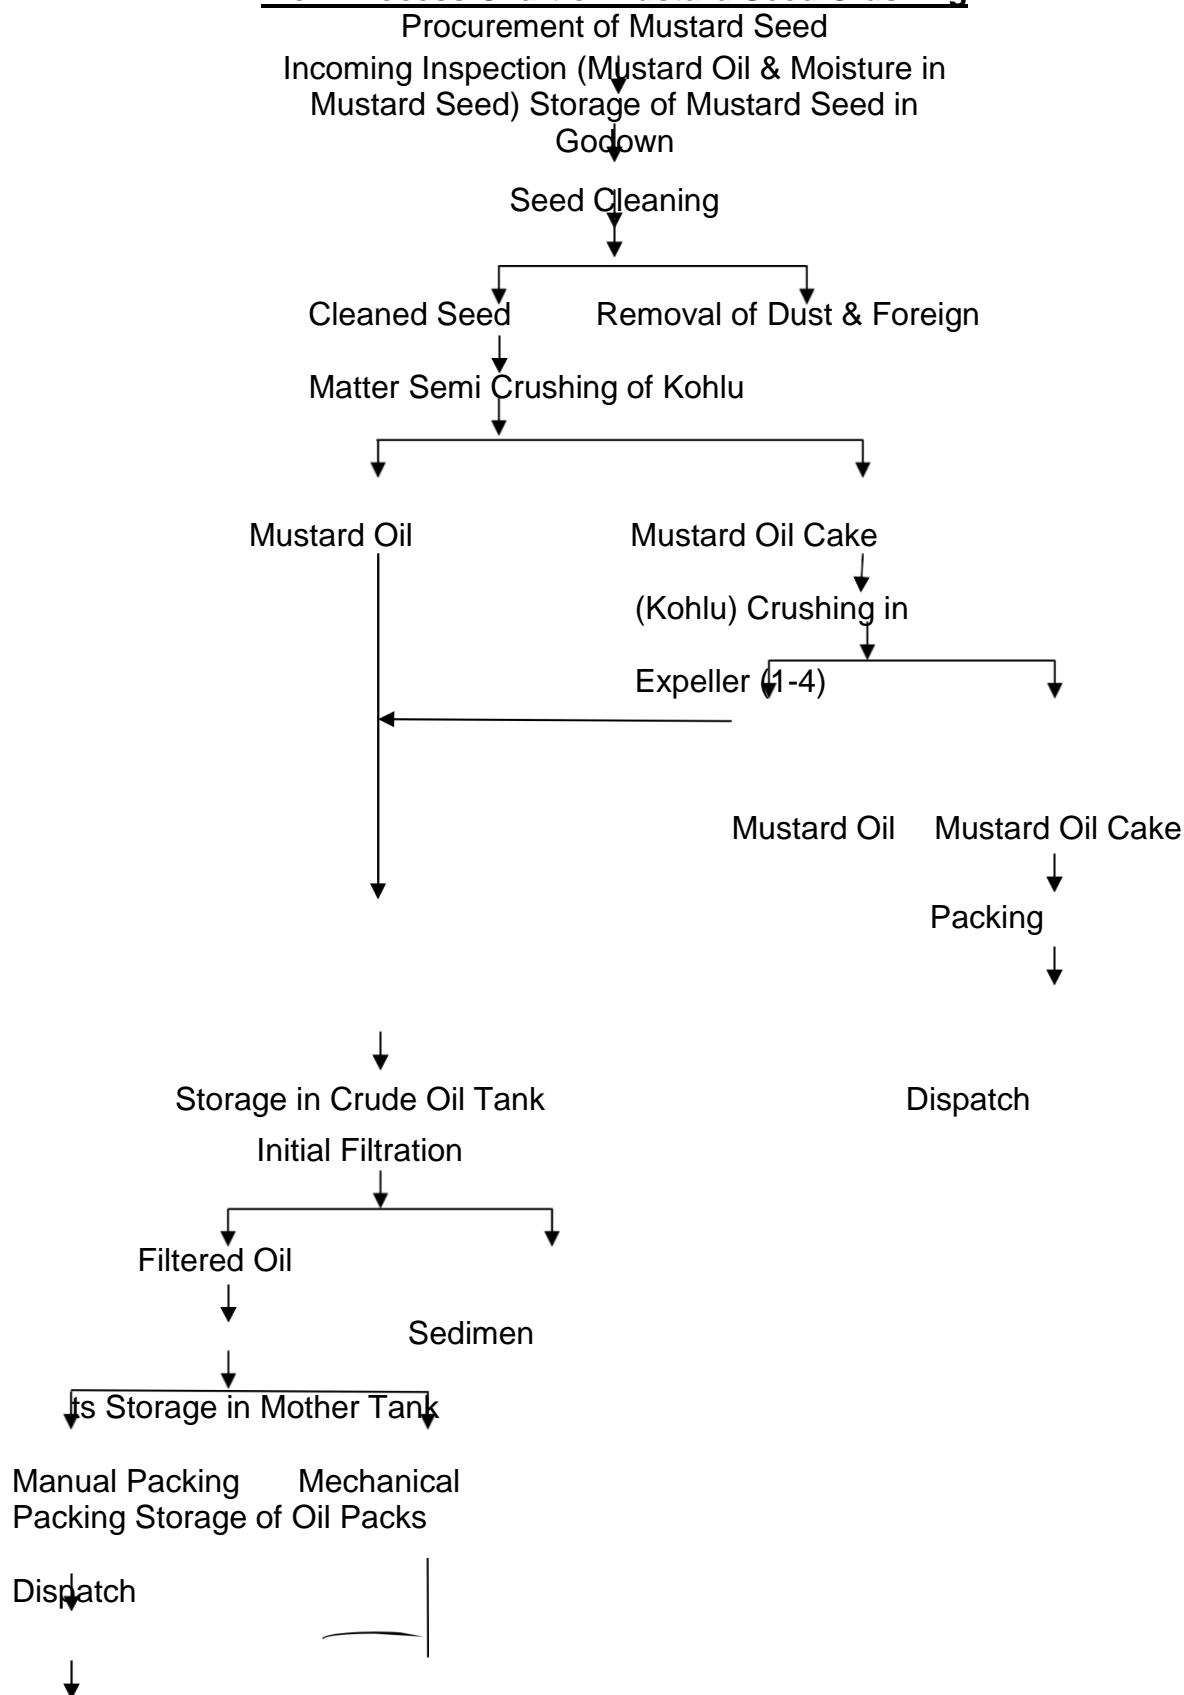 Procurement of Mustard Seed
Incoming Inspection (Mustard Oil & Moisture in
Mustard Seed) Storage of Mustard Seed in
Godown
Seed Cleaning
Cleaned Seed Removal of Dust & Foreign
Matter Semi Crushing of Kohlu
Mustard Oil Mustard Oil Cake
(Kohlu) Crushing in
Expeller (1-4)
Mustard Oil Mustard Oil Cake
Packing
Storage in Crude Oil Tank Dispatch
Initial Filtration
Filtered Oil
Sedimen
ts Storage in Mother Tank
Manual Packing Mechanical
Packing Storage of Oil Packs
Dispatch